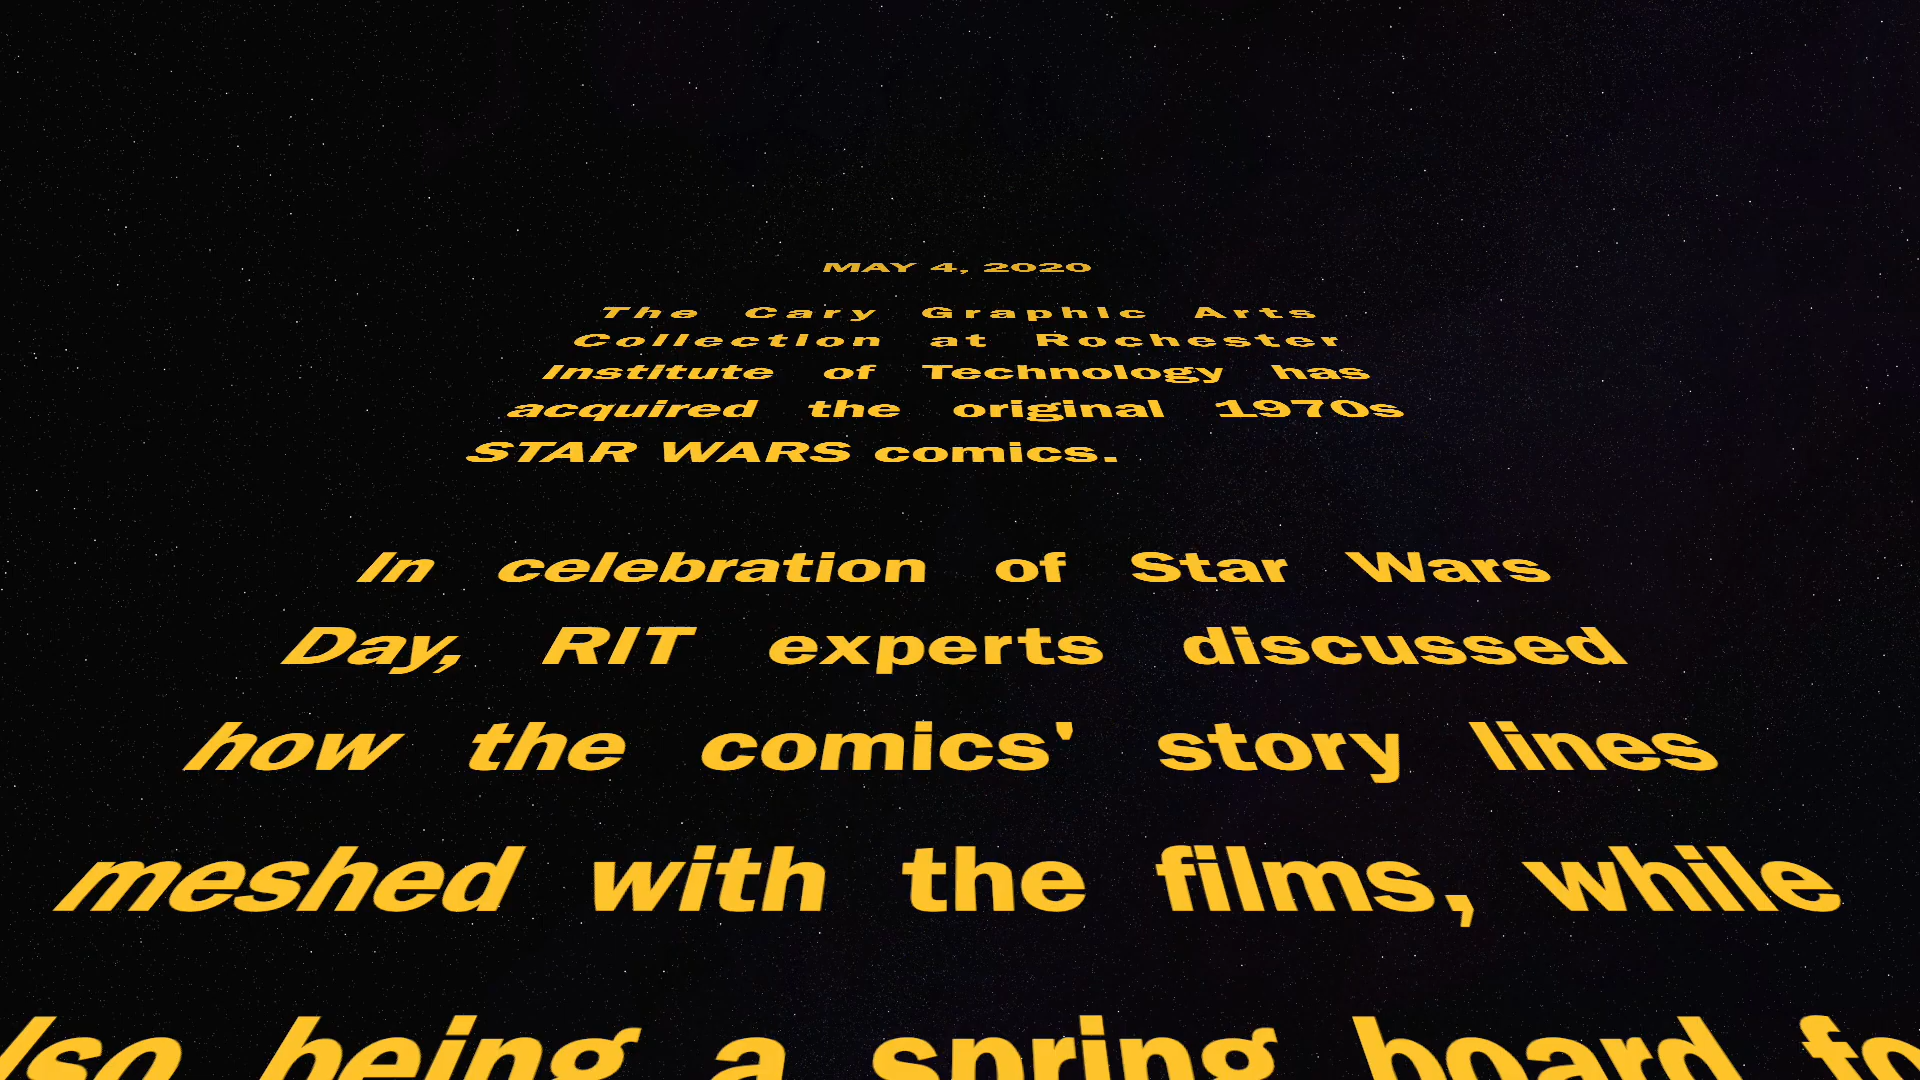 MAY 4, 2020
The Cary Graphic Arts
Collection at Rochester
Institute of Technology has
acquired the original 1970s
STAR WARS comics.
In celebration of Star Wars
Day, RIT experts discussed
how the comics' story lines
meshed with the films, while
being a spring board